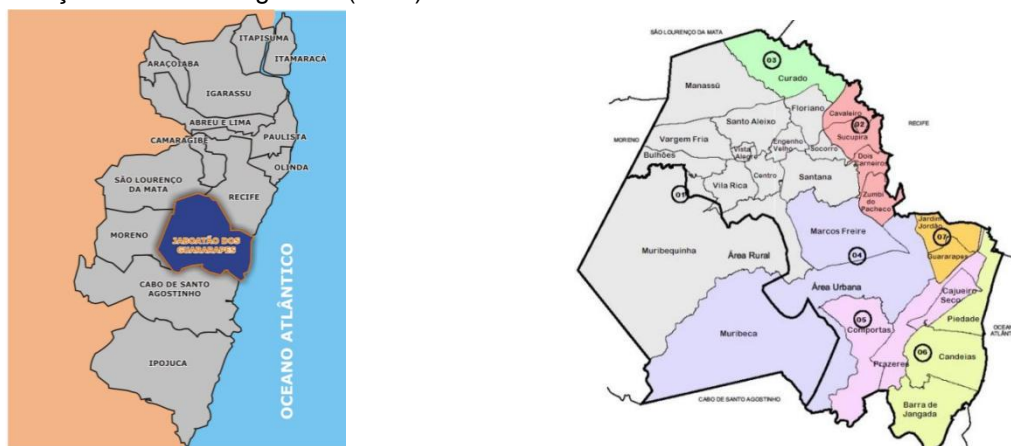 ITAPISUMA
ITAMARACÁ
ARAÇOIABA
IGARASSU
ABREU E LIMA
PAULISTA
CAMARAGIBE
OLINDA
SÃO LOURENÇO
DA MATA
RECIFE
JABOATÃO DOS
GUARARAPES
MORENO
CABO DE SANTO
AGOSTINHO
IPOJUCA
OCEANO ATLÂNTICO
SÃO LOURENÇO DA MATA
03
Curado
Manassú
Floriano
Cavaleiro
02
RECIFE
Santo Aleixo
Sucupira
MORENO
Vargem Fria
Engenho
Velho
Socorro
Vista
Alegre
Dois
Carneiros
Bulhões
Centro
Santana
Vila Rica
Zumbi
do
Pacheco
01
Jardim
Jordão
07
Marcos Freire
Guararapes
Muribequinha
Área Rural
04
Área Urbana
Cajueiro
Seco
05
Piedade
Comportas
Muribeca
06
Candeias
Prazeres
CABO DE SANTO AGOSTINHO
Barra de
Jangada